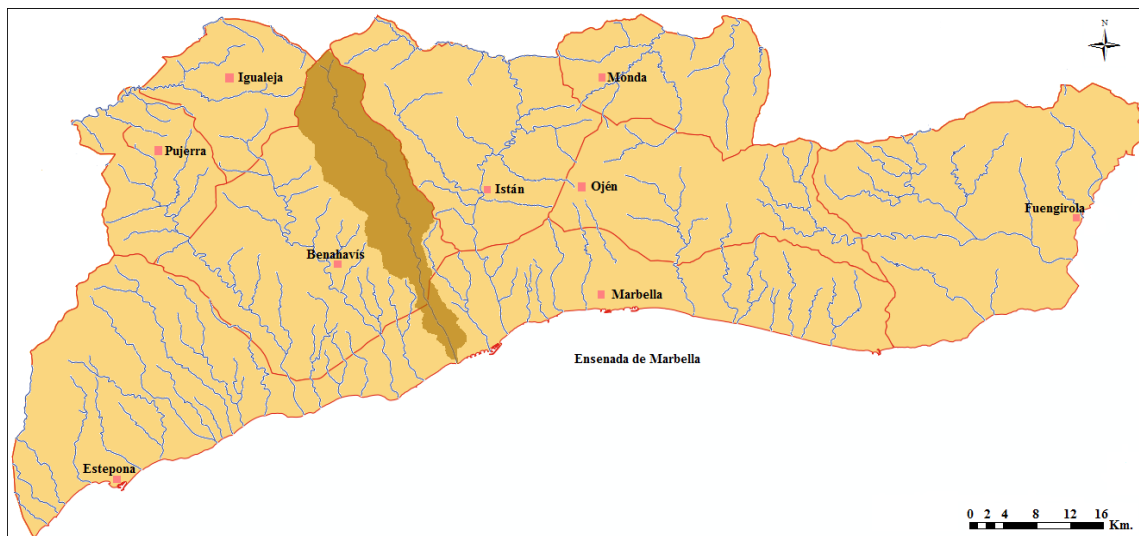 N
Igualeja
Monda
Pujerra
Istán
Ojén
Fuengirola
Benahavís
Marbella
Ensenada de Marbella
Estepona
0 2 4 8 12 16
Km.